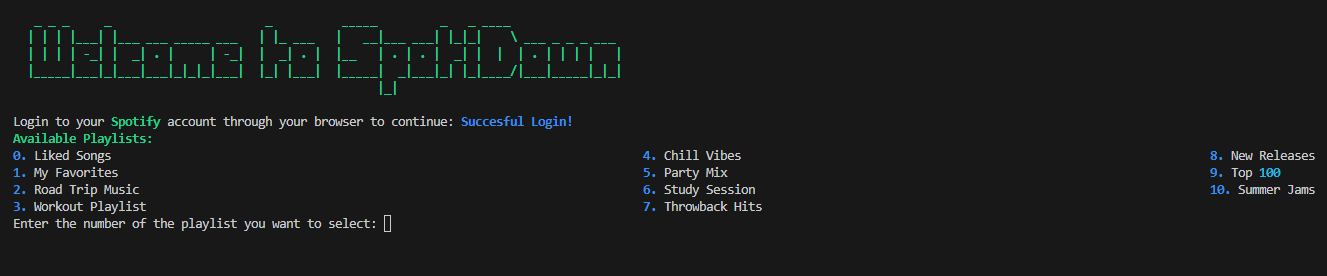 Welcome to SpotiDown
Login to your Spotify account through your browser to continue: Succesful Login!
Available Playlists:
0. Liked Songs 4. Chill Vibes 8. New Releases
1. My Favorites 5. Party Mix 9. Top 100
2. Road Trip Music 6. Study Session 10. Summer Jams
3. Workout Playlist 7. Throwback Hits
Enter the number of the playlist you want to select: